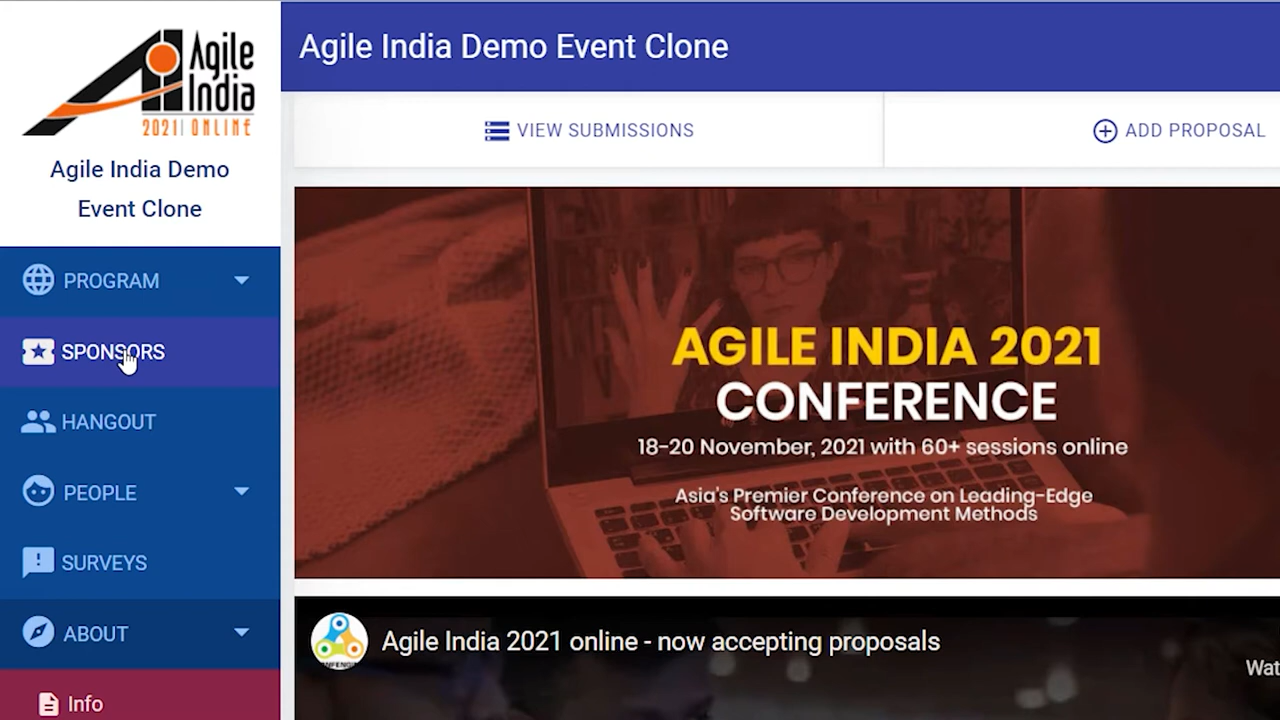 Agile
India
2021 ONLINE
Agile India Demo
Event Clone
PROGRAM
SPONSORS
HANGOUT
PEOPLE
SURVEYS
ABOUT
Info
Agile India Demo Event Clone
VIEW SUBMISSIONS
ADD PROPOSAL
AGILE INDIA 2021
CONFERENCE
18-20 November, 2021 with 60+ sessions online
Asia's Premier Conference on Leading-Edge
Software Development Methods
Agile India 2021 online - now accepting proposals